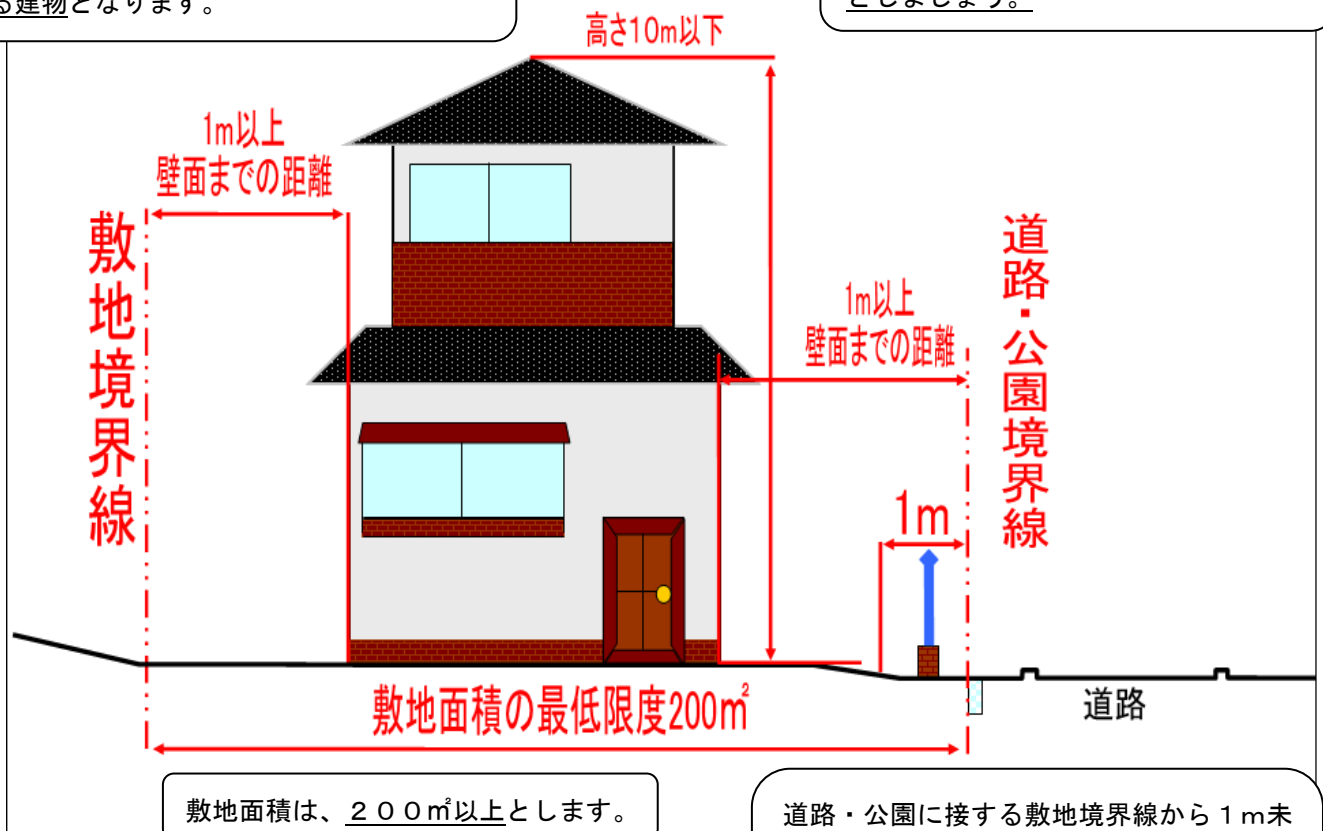 る建物となります。
としましょう。
高さ10m以下
1m以上
壁面までの距離
敷地境界線
道路・公園境界線
1m以上
壁面までの距離
1m
敷地面積の最低限度200㎡
道路
敷地面積は、２００㎡以上とします。
道路・公園に接する敷地境界線から１ｍ未